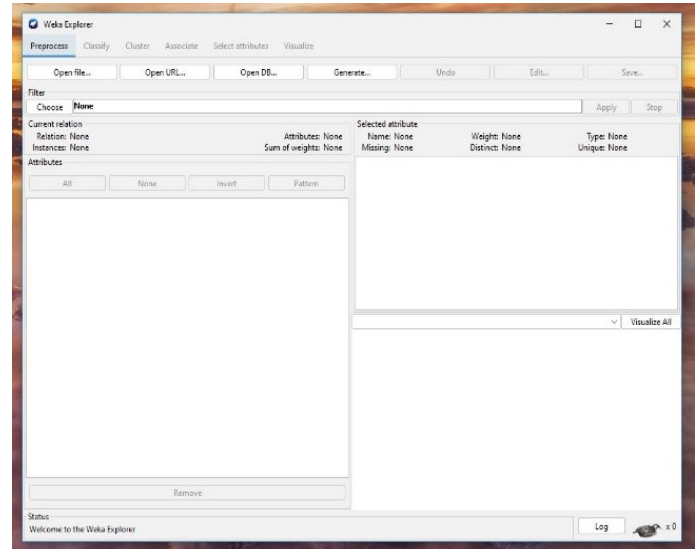 Weka Explorer
Preprocess Classify Cluster Associate Select attributes Visualize
Open file... Open URL... Open DB... Generate... Undo Edit... Save...
Filter
Choose None Apply Stop
Current relation
Relation: None Attributes: None
Instances: None Sum of weights: None
Selected attribute
Name: None Weight: None Type: None
Missing: None Distinct: None Unique: None
Attributes
All None Invert Pattern
Visualize All
Remove
Status
Welcome to the Weka Explorer
Log x 0